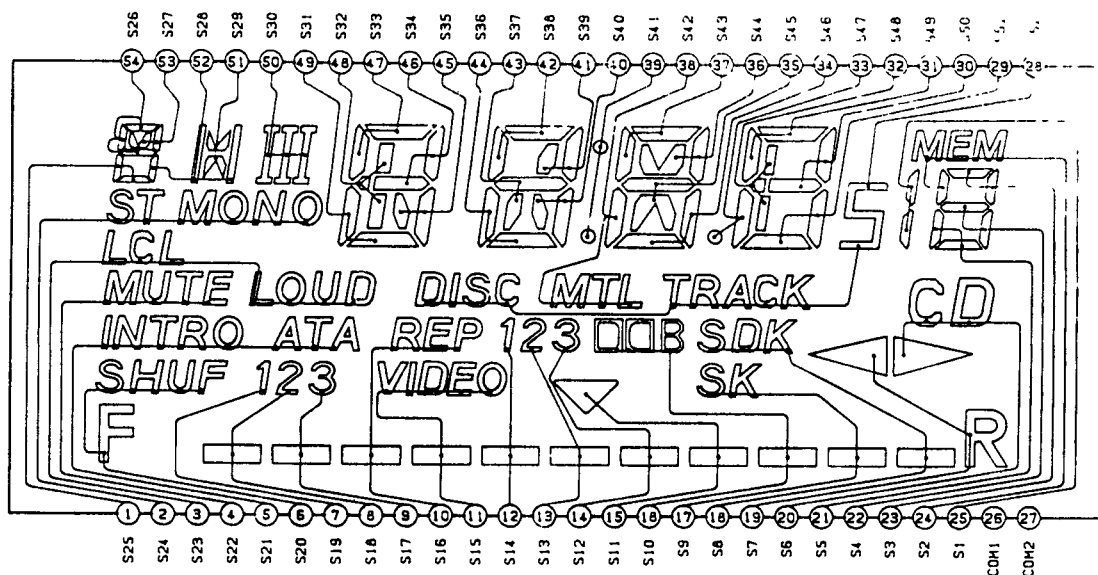 S26 S27 S28 S29 S30 S31 S32 S33 S34 S35 S36 S37 S38 S39 S40 S41 S42 S43 S44 S45 S46 S47 S48 S49 S50
54 53 52 51 50 49 48 47 46 45 44 43 42 41 40 39 38 37 36 35 34 33 32 31 30 29 28
MEM
ST MONO
LCL
MUTE LOUD DISC MTL TRACK
CD
INTRO ATA REP 123 B SDK
SHUF 123 VIDEO SK
F R
1 2 3 4 5 6 7 8 9 10 11 12 13 14 15 16 17 18 19 20 21 22 23 24 25 26 27
S25 S24 S23 S22 S21 S20 S19 S18 S17 S16 S15 S14 S13 S12 S11 S10 S9 S8 S7 S6 S5 S4 S3 S2 S1 COM1 COM2